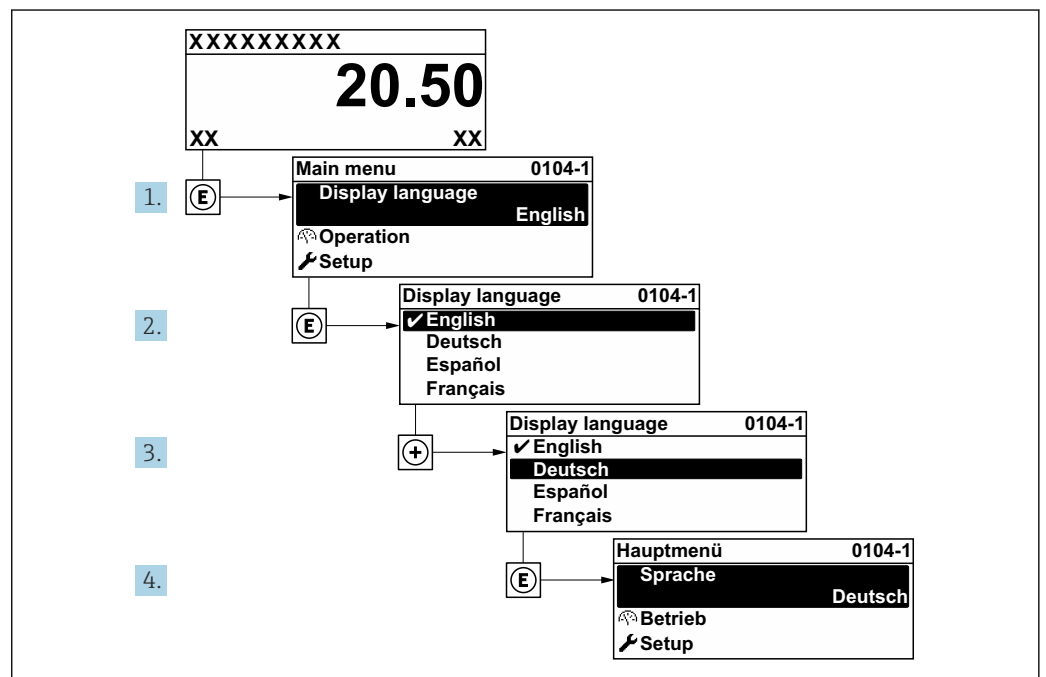 XXXXXXXXX
20.50
XX XX
1. E
Main menu 0104-1
Display language
English
Operation
Setup
2. E
Display language 0104-1
✔English
Deutsch
Español
Français
3. +
Display language 0104-1
✔English
Deutsch
Español
Français
4. E
Hauptmenü 0104-1
Sprache
Deutsch
Betrieb
Setup